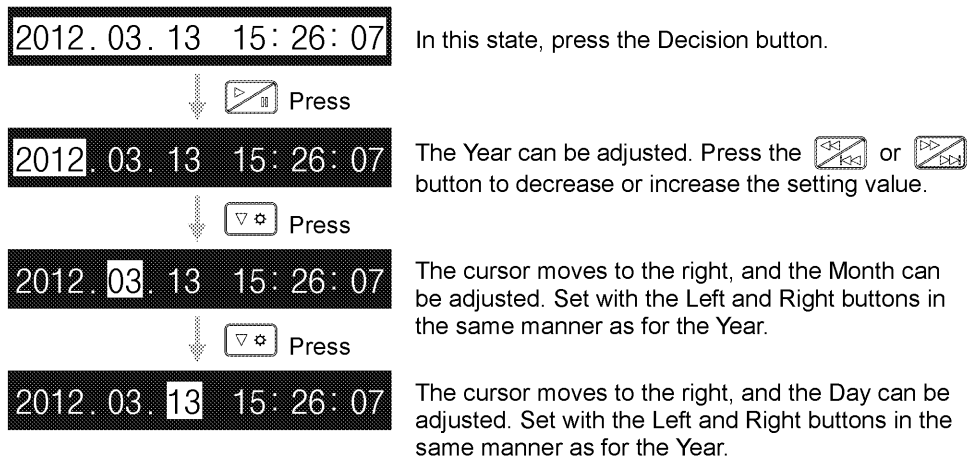 2012. 03. 13 15: 26: 07
In this state, press the Decision button.
Press
2012. 03. 13 15: 26: 07
The Year can be adjusted. Press the or
button to decrease or increase the setting value.
Press
2012. 03. 13 15: 26: 07
The cursor moves to the right, and the Month can
be adjusted. Set with the Left and Right buttons in
the same manner as for the Year.
Press
2012. 03. 13 15: 26: 07
The cursor moves to the right, and the Day can be
adjusted. Set with the Left and Right buttons in the
same manner as for the Year.